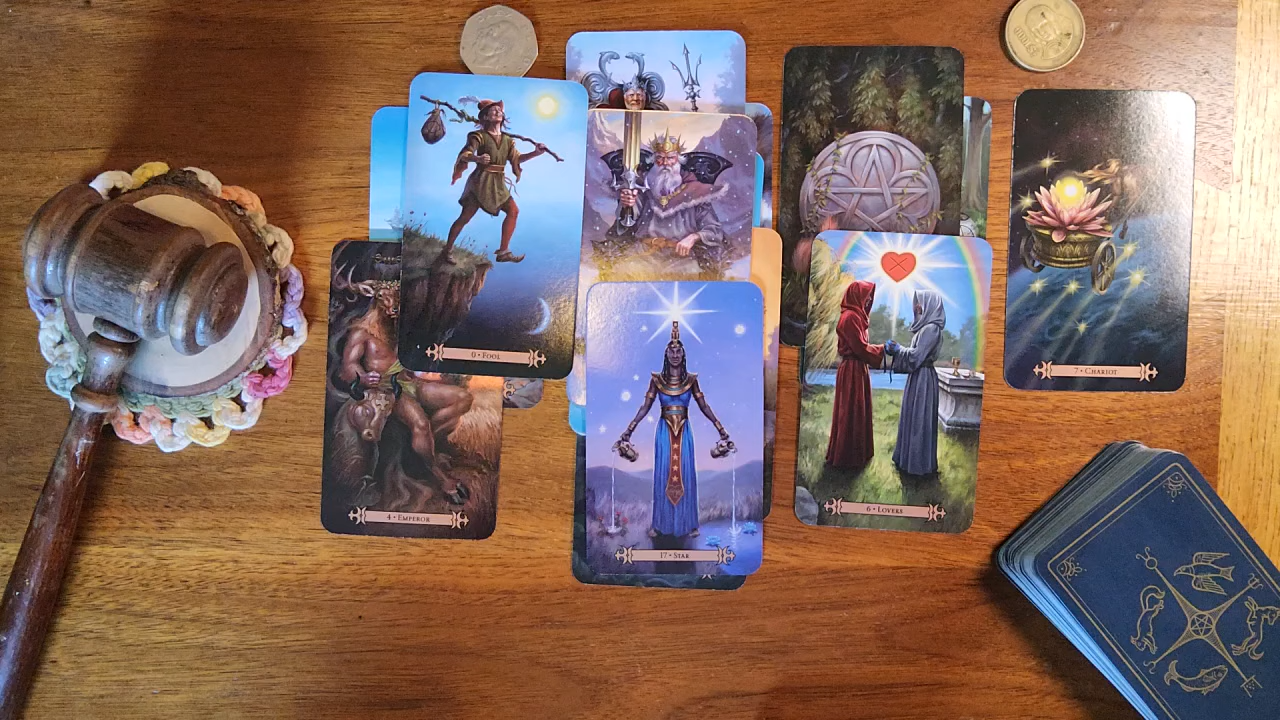 0 • FOOL
4 • EMPEROR
17 • STAR
6 • LOVERS
7 • CHARIOT